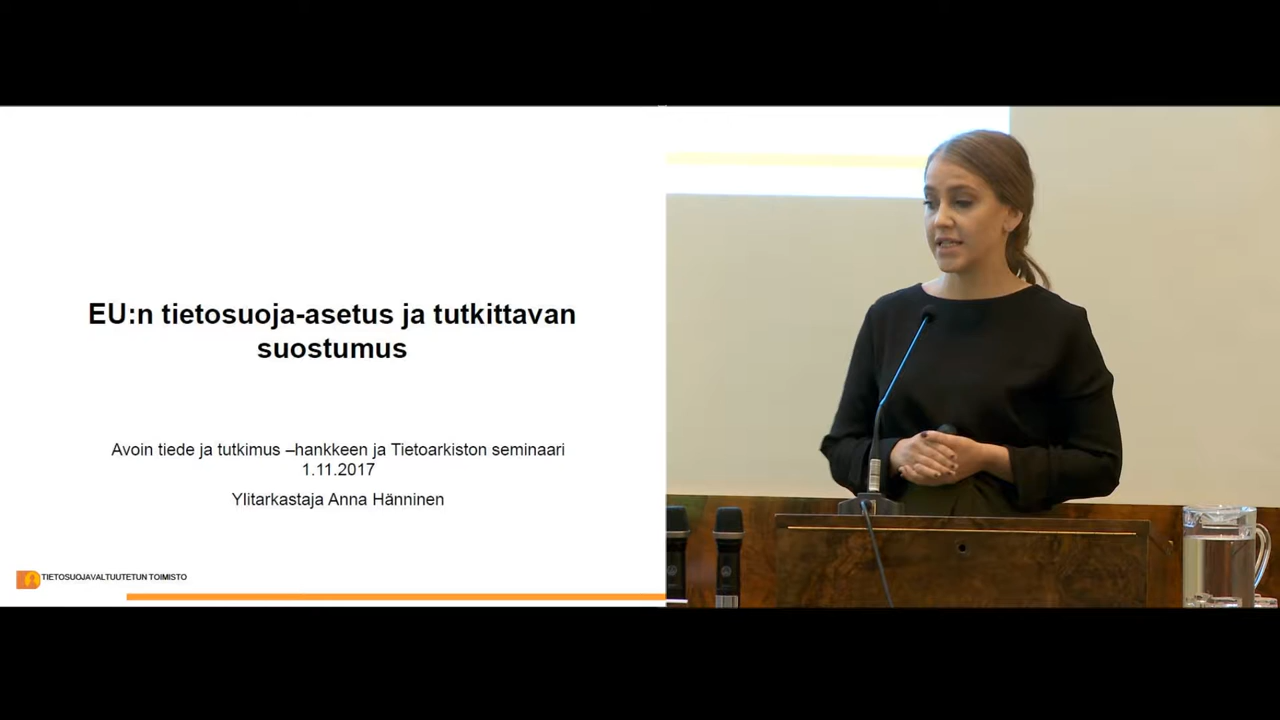 EU:n tietosuoja-asetus ja tutkittavan
suostumus
Avoin tiede ja tutkimus –hankkeen ja Tietoarkiston seminaari
1.11.2017
Ylitarkastaja Anna Hänninen
TIETOSUOJAVALTUUTETUN TOIMISTO